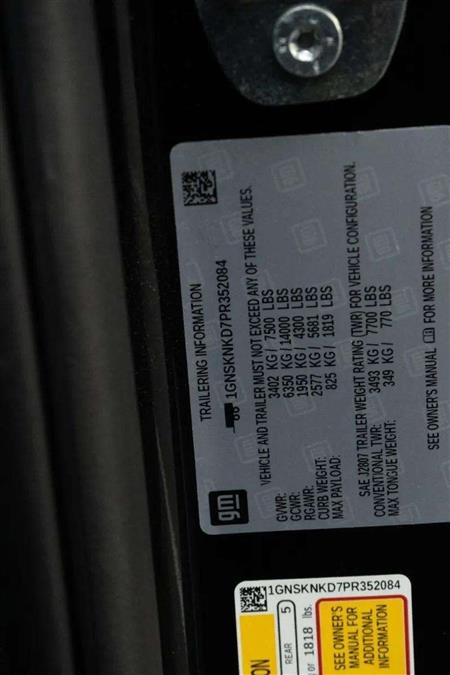 TRAILERING INFORMATION
1GNSKNKD7PR352084
VEHICLE AND TRAILER MUST NOT EXCEED ANY OF THESE VALUES.
GVWR: 3402 KG / 7500 LBS
GCWR: 6350 KG / 14000 LBS
RGAWR: 1950 KG / 4300 LBS
CURB WEIGHT: 2577 KG / 5681 LBS
MAX PAYLOAD: 825 KG / 1819 LBS
SAE J2807 TRAILER WEIGHT RATING (TWR) FOR VEHICLE CONFIGURATION.
CONVENTIONAL TWR: 3493 KG / 7700 LBS
MAX TONGUE WEIGHT: 349 KG / 770 LBS
SEE OWNER'S MANUAL FOR MORE INFORMATION
gm
1GNSKNKD7PR352084
ON
REAR 5
or 1818 lbs.
SEE OWNER'S
MANUAL FOR
ADDITIONAL
INFORMATION